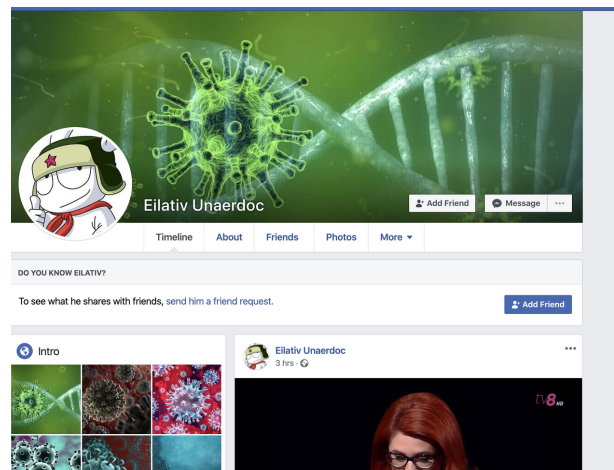 Eilativ Unaerdoc
Add Friend
Message
Timeline About Friends Photos More
DO YOU KNOW EILATIV?
To see what he shares with friends, send him a friend request.
Add Friend
Intro
Eilativ Unaerdoc
3 hrs ·
tv8 HD